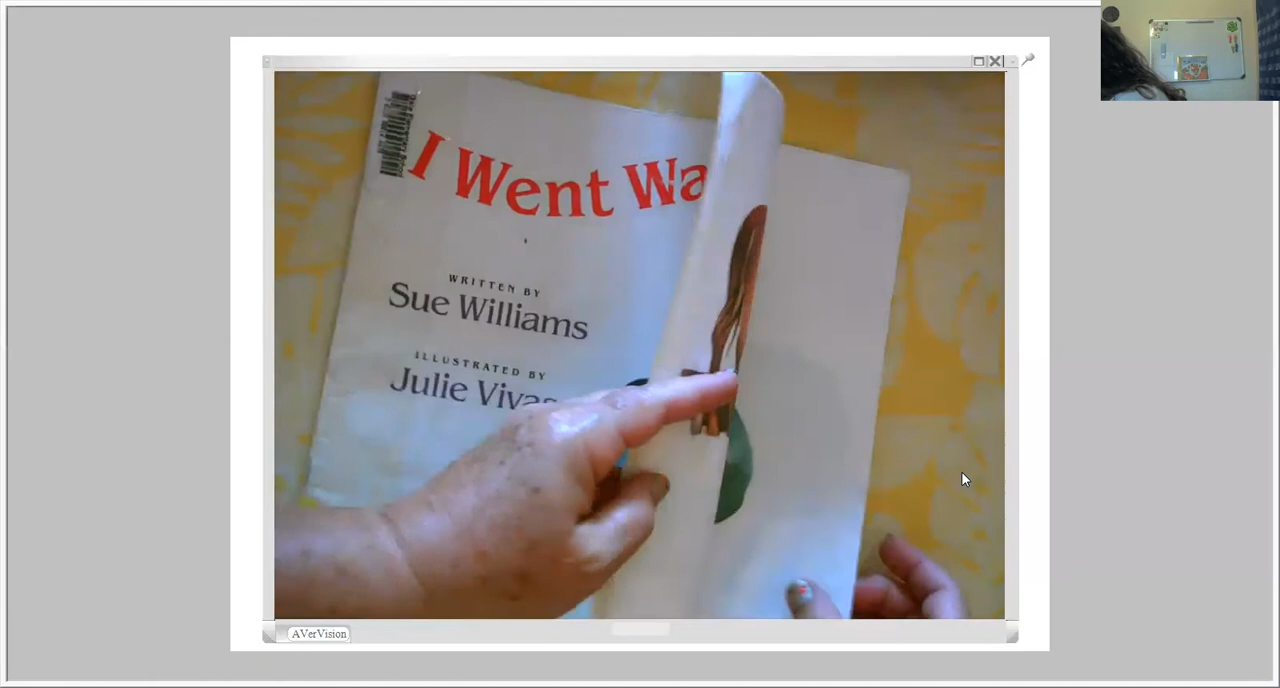 I Went Wa
WRITTEN BY
Sue Williams
ILLUSTRATED BY
Julie Vivas
AVerVision